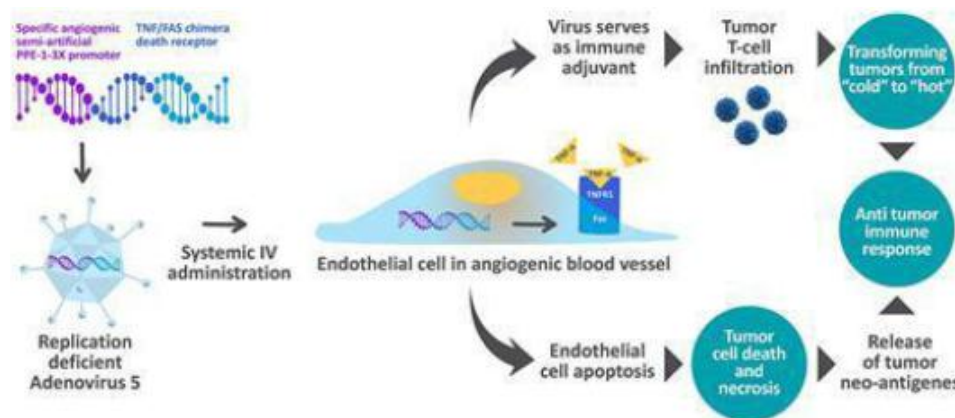 Specific angiogenic
semi-artificial
PPE-1-3X promoter
TNF/FAS chimera
death receptor
Replication
deficient
Adenovirus 5
Systemic IV
administration
TNF-α
TNFR1
Fas
Endothelial cell in angiogenic blood vessel
Virus serves
as immune
adjuvant
Tumor
T-cell
infiltration
Transforming
tumors from
"cold" to "hot"
Anti tumor
immune
response
Endothelial
cell apoptosis
Tumor
cell death
and
necrosis
Release
of tumor
neo-antigenes